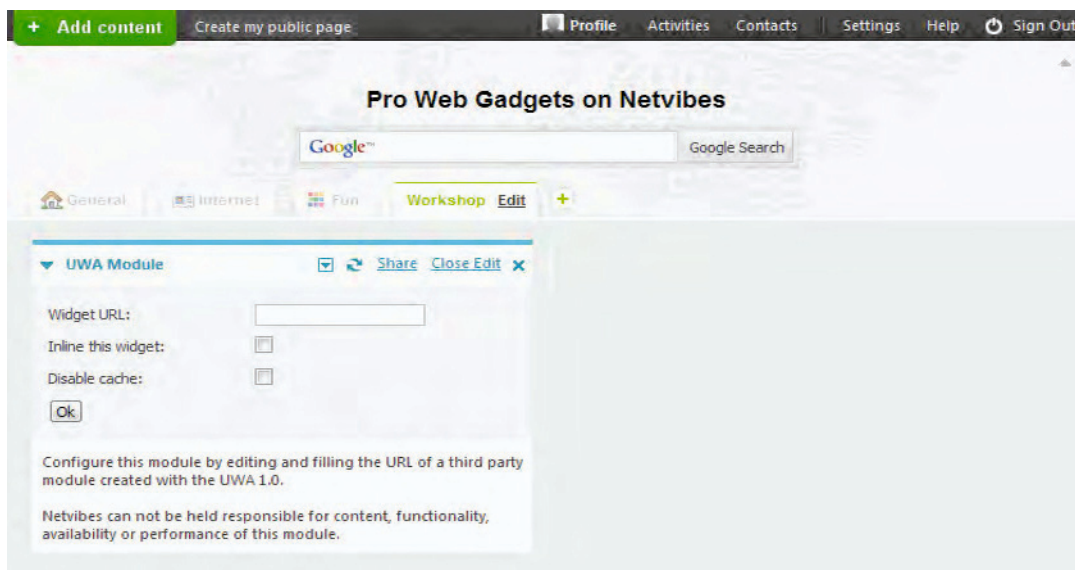 + Add content Create my public page Profile Activities Contacts Settings Help Sign Out
Pro Web Gadgets on Netvibes
Google™ Google Search
General Internet Fun Workshop Edit +
UWA Module Share Close Edit x
Widget URL:
Inline this widget:
Disable cache:
Ok
Configure this module by editing and filling the URL of a third party
module created with the UWA 1.0.
Netvibes can not be held responsible for content, functionality,
availability or performance of this module.